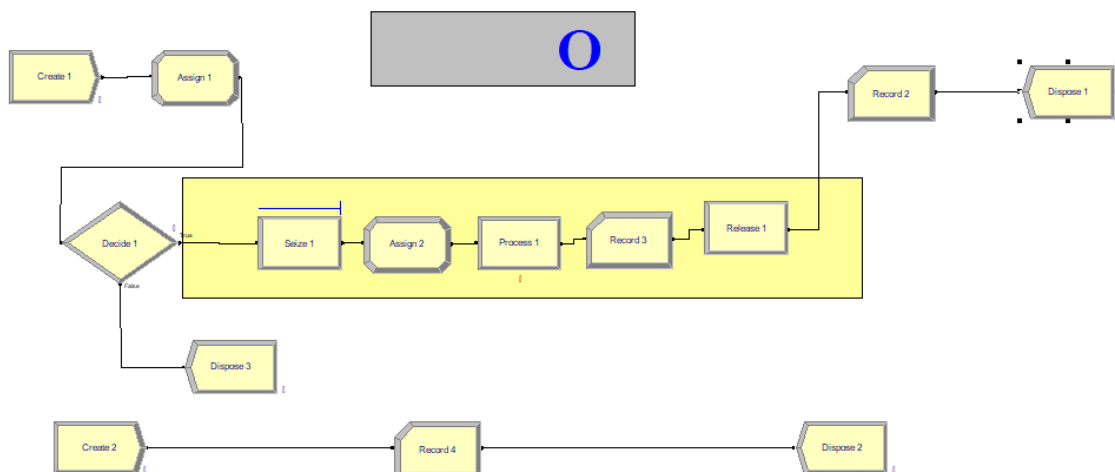 O
Create 1
Assign 1
Record 2
Dispose 1
Decide 1
True
False
Seize 1
Assign 2
Process 1
Record 3
Release 1
Dispose 3
Create 2
Record 4
Dispose 2